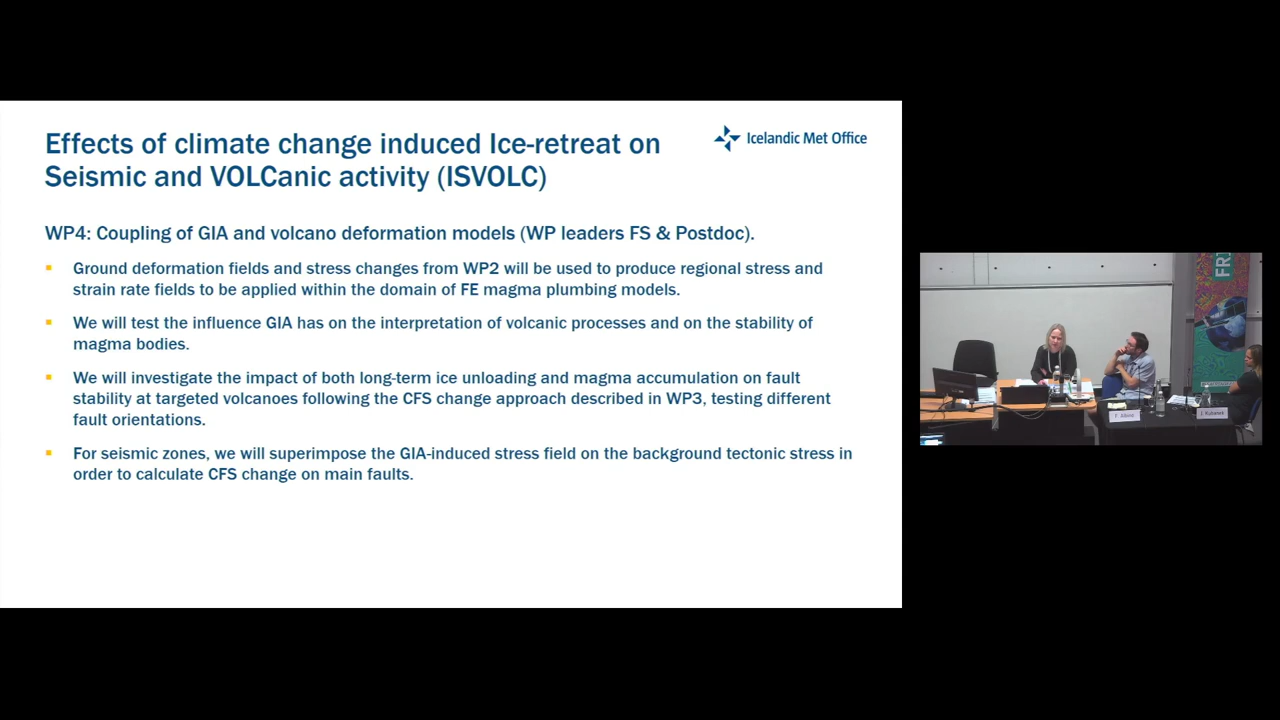 Effects of climate change induced Ice-retreat on
Seismic and VOLCanic activity (ISVOLC)
Icelandic Met Office
WP4: Coupling of GIA and volcano deformation models (WP leaders FS & Postdoc).
Ground deformation fields and stress changes from WP2 will be used to produce regional stress and
strain rate fields to be applied within the domain of FE magma plumbing models.
We will test the influence GIA has on the interpretation of volcanic processes and on the stability of
magma bodies.
We will investigate the impact of both long-term ice unloading and magma accumulation on fault
stability at targeted volcanoes following the CFS change approach described in WP3, testing different
fault orientations.
For seismic zones, we will superimpose the GIA-induced stress field on the background tectonic stress in
order to calculate CFS change on main faults.